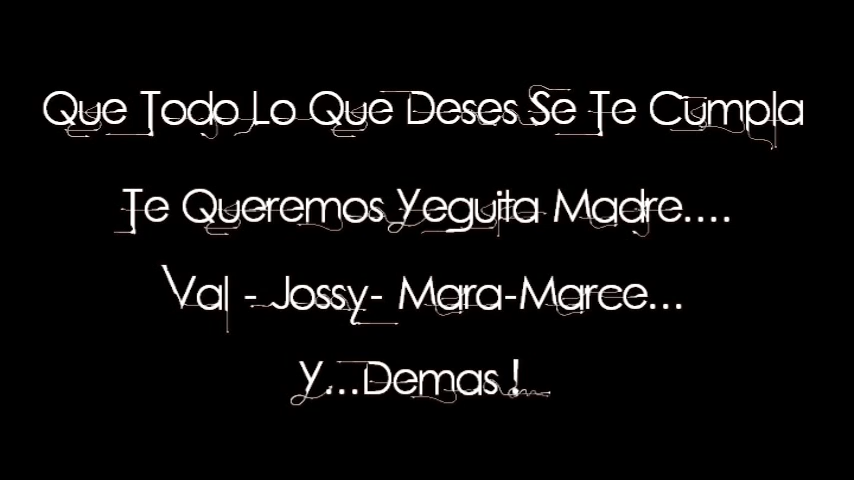 Que Todo Lo Que Deses Se Te Cumpla
Te Queremos Yeguita Madre....
Val - Jossy- Mara-Marce...
Y...Demas !